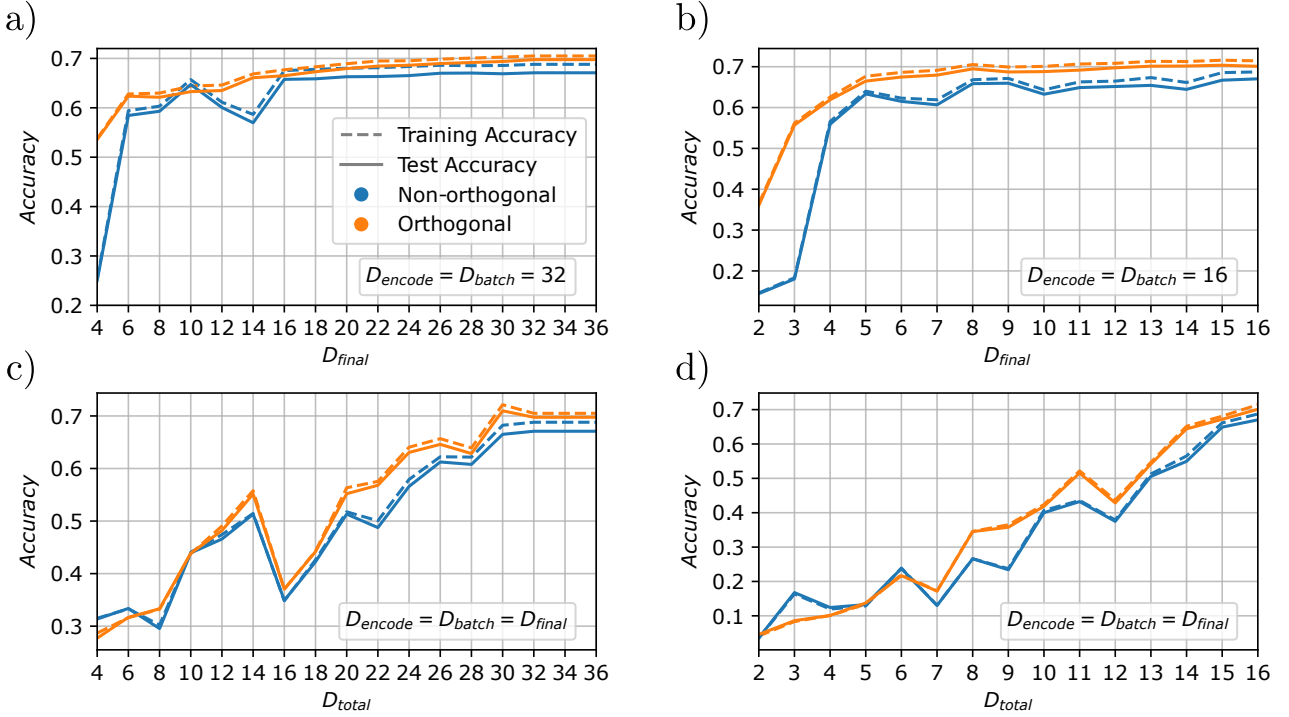 a)
Accuracy
0.7
0.6
0.5
0.4
0.3
0.2
Training Accuracy
Test Accuracy
Non-orthogonal
Orthogonal
D_encode = D_batch = 32
4 6 8 10 12 14 16 18 20 22 24 26 28 30 32 34 36
D_final
b)
Accuracy
0.7
0.6
0.5
0.4
0.3
0.2
D_encode = D_batch = 16
2 3 4 5 6 7 8 9 10 11 12 13 14 15 16
D_final
c)
Accuracy
0.7
0.6
0.5
0.4
0.3
D_encode = D_batch = D_final
4 6 8 10 12 14 16 18 20 22 24 26 28 30 32 34 36
D_total
d)
Accuracy
0.7
0.6
0.5
0.4
0.3
0.2
0.1
D_encode = D_batch = D_final
2 3 4 5 6 7 8 9 10 11 12 13 14 15 16
D_total